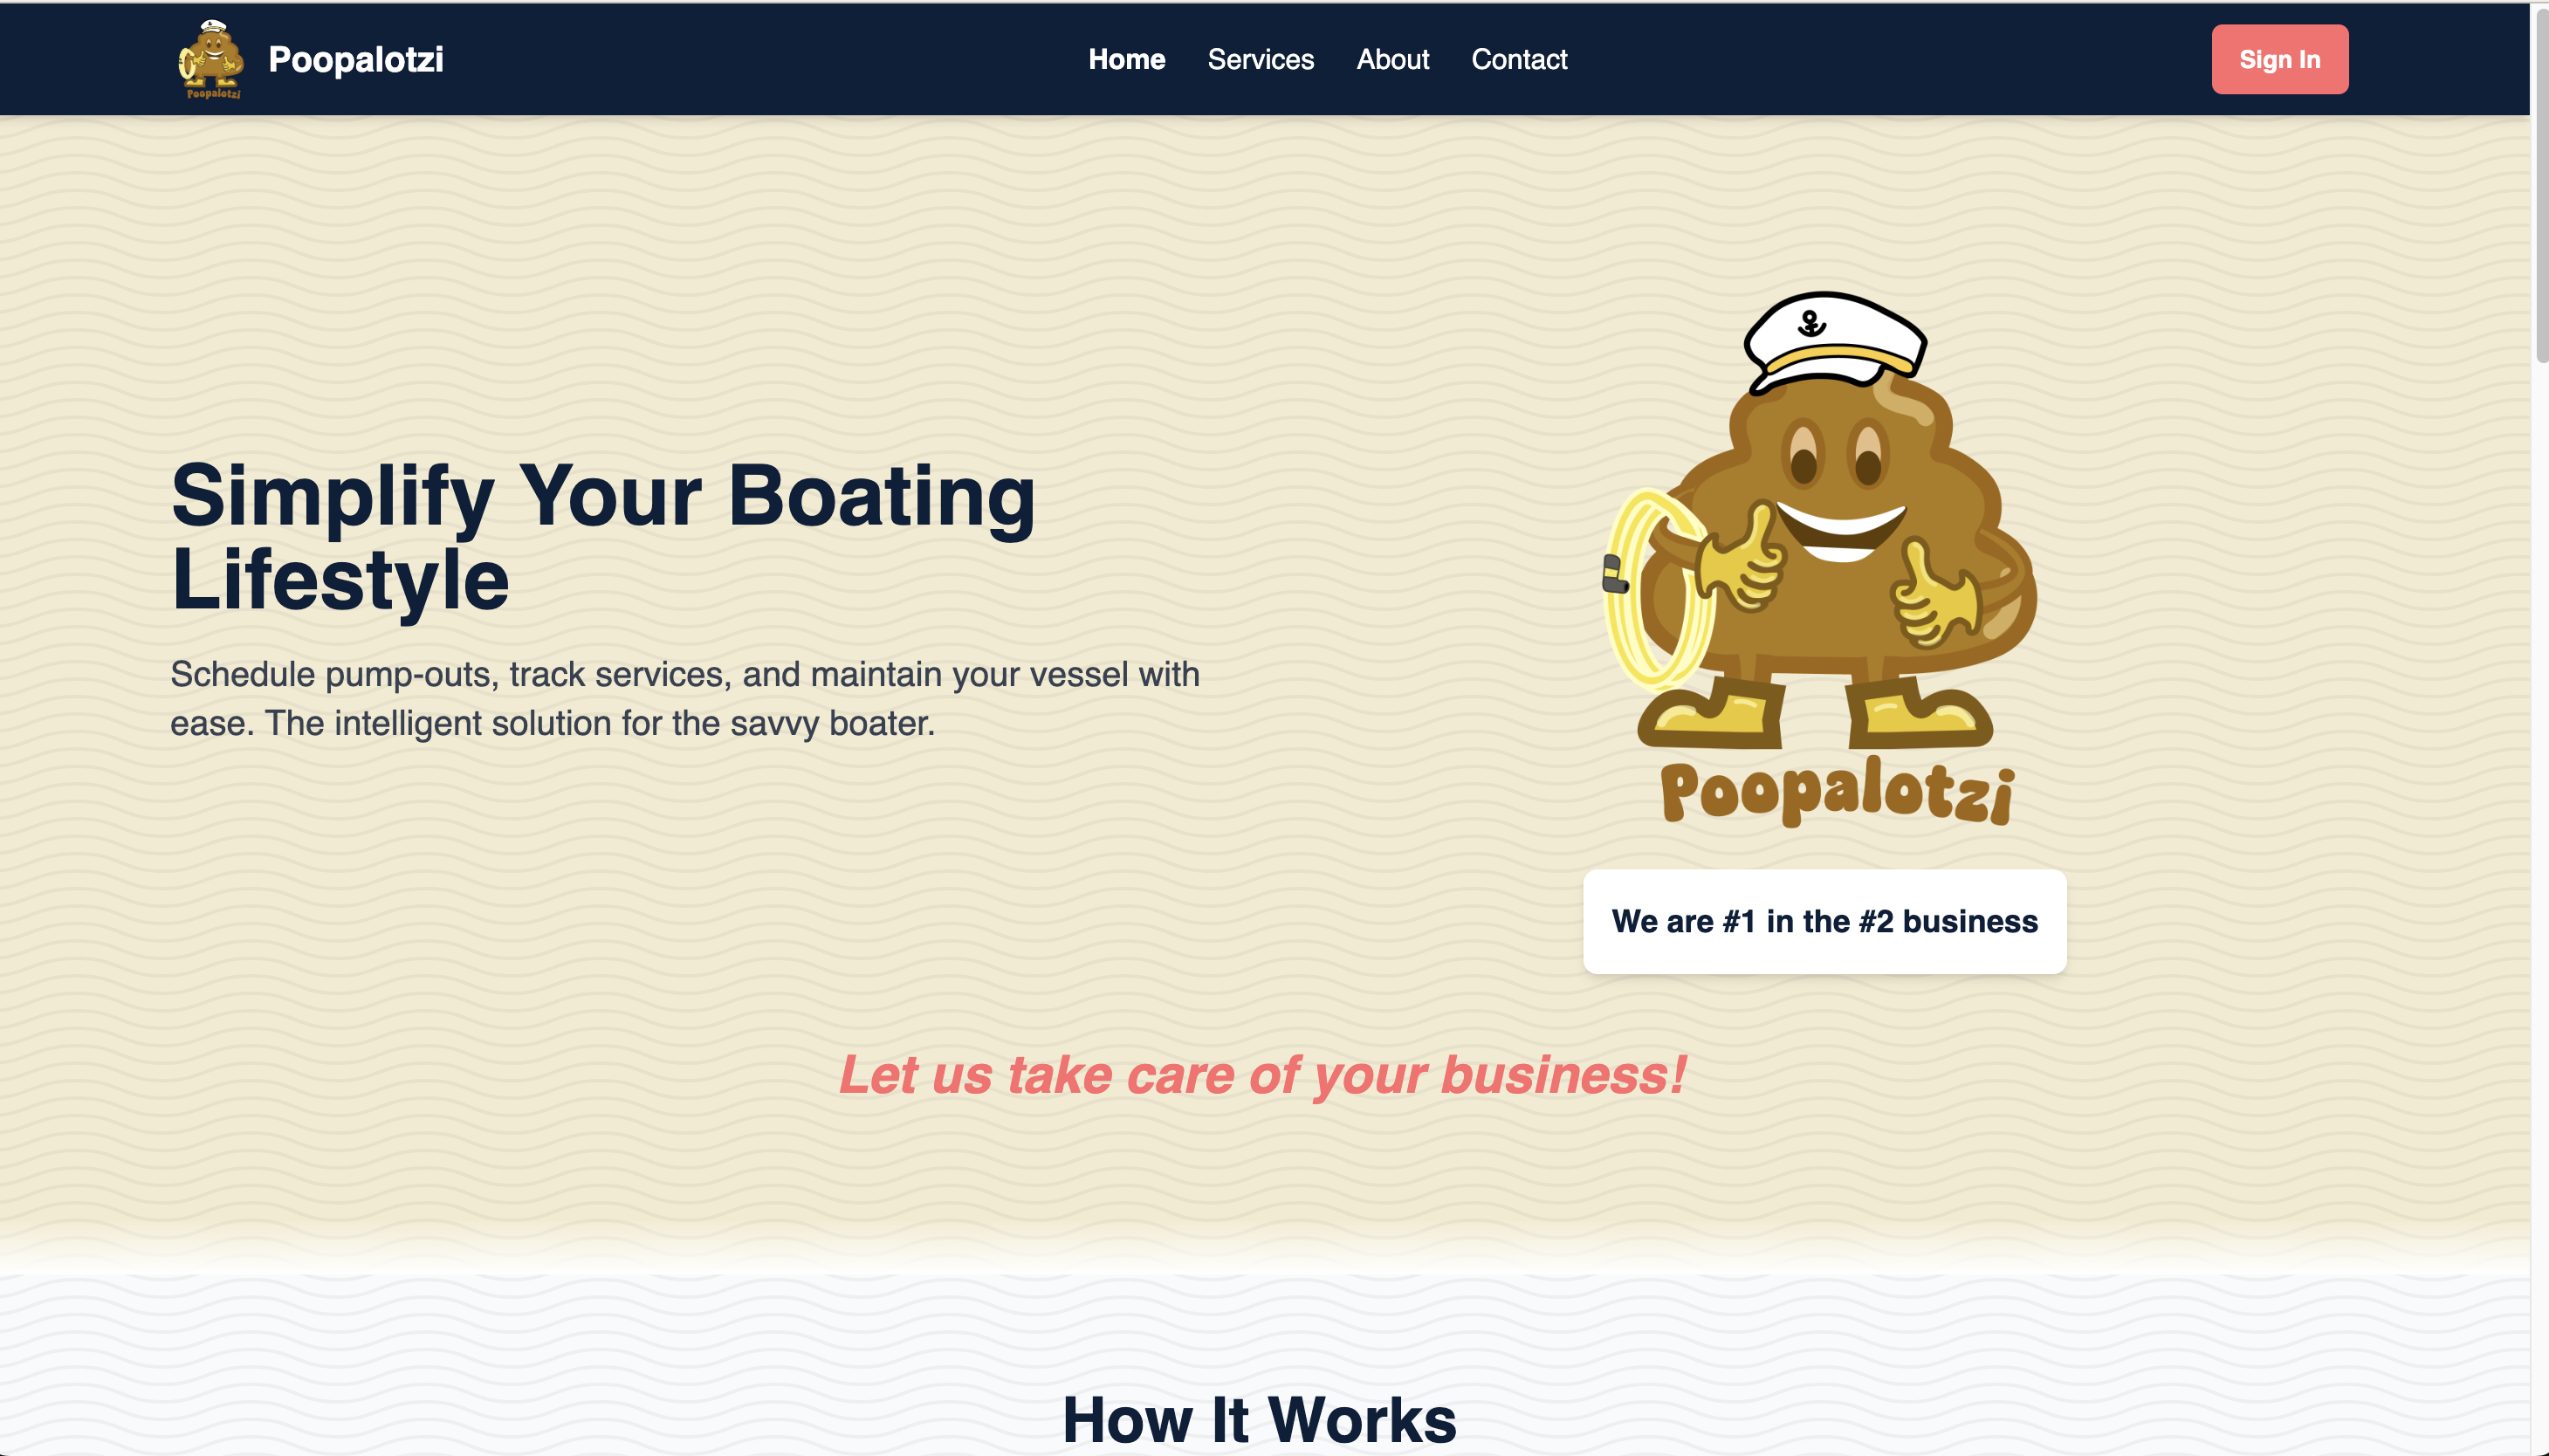 Poopalotzi
Poopalotzi
Home
Services
About
Contact
Sign In
Simplify Your Boating
Lifestyle
Schedule pump-outs, track services, and maintain your vessel with
ease. The intelligent solution for the savvy boater.
Poopalotzi
We are #1 in the #2 business
Let us take care of your business!
How It Works